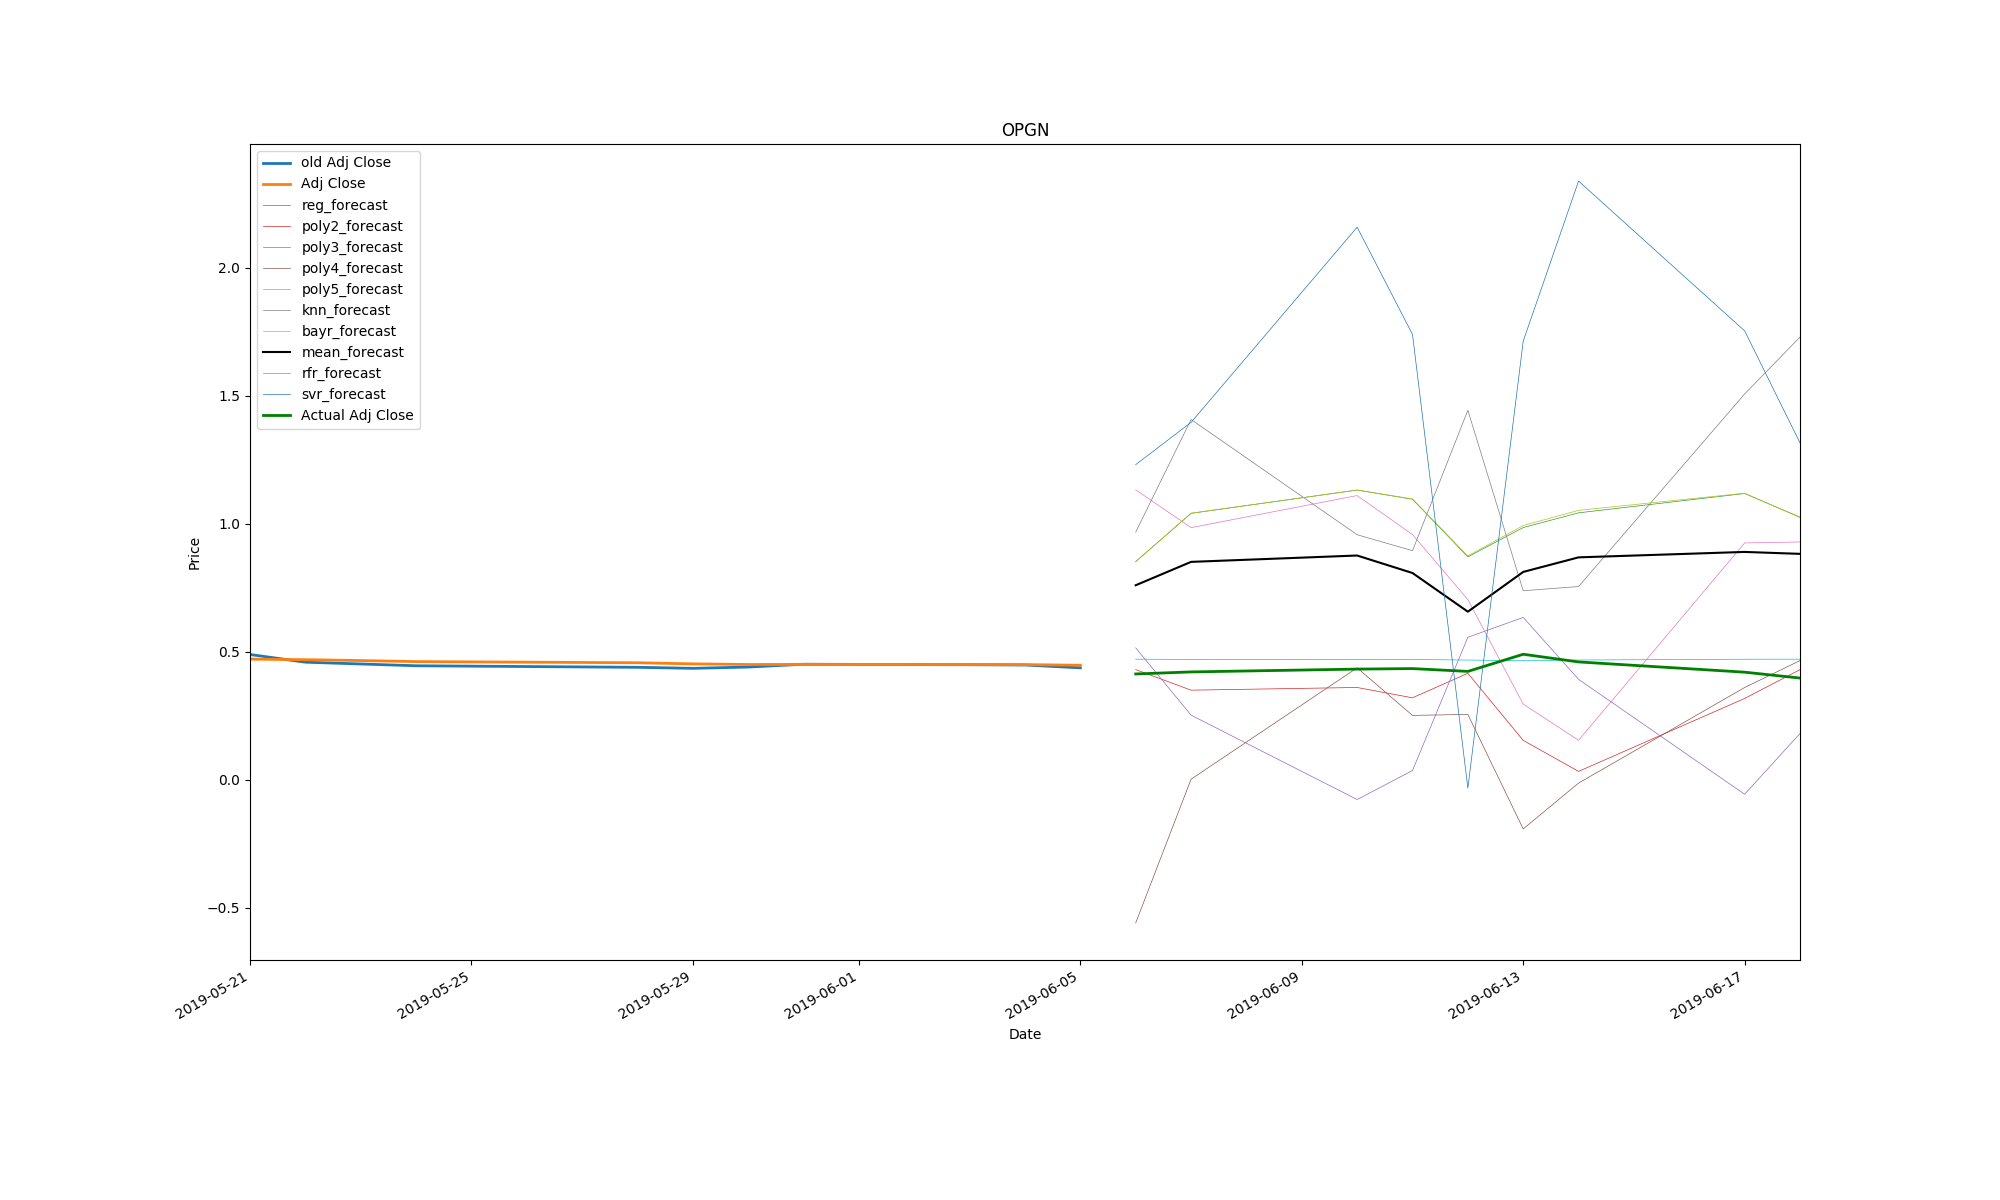 OPGN
old Adj Close
Adj Close
reg_forecast
poly2_forecast
poly3_forecast
poly4_forecast
poly5_forecast
knn_forecast
bayr_forecast
mean_forecast
rfr_forecast
svr_forecast
Actual Adj Close
2.0
1.5
1.0
0.5
0.0
−0.5
Price
2019-05-21
2019-05-25
2019-05-29
2019-06-01
2019-06-05
2019-06-09
2019-06-13
2019-06-17
Date